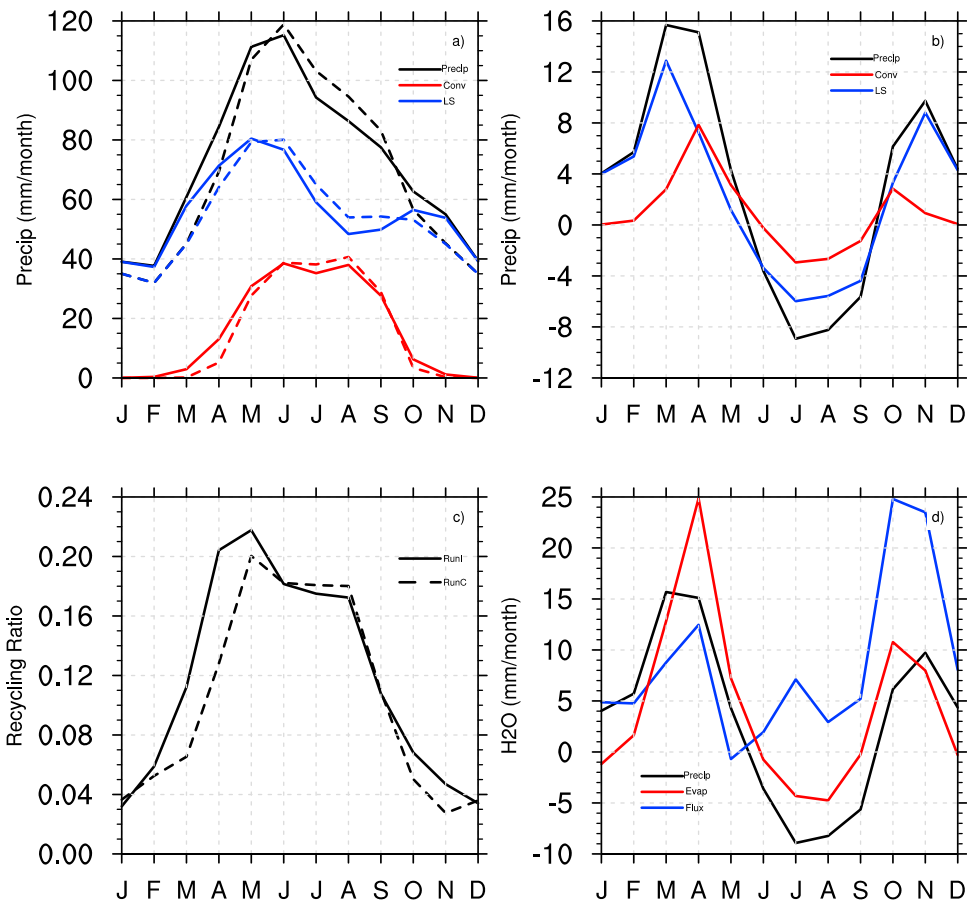 120
100
80
60
40
20
0
Precip (mm/month)
a)
Precip
Conv
LS
J F M A M J J A S O N D
16
12
8
4
0
-4
-8
-12
Precip (mm/month)
b)
Precip
Conv
LS
J F M A M J J A S O N D
0.24
0.20
0.16
0.12
0.08
0.04
0.00
Recycling Ratio
c)
RunI
RunC
J F M A M J J A S O N D
25
20
15
10
5
0
-5
-10
H2O (mm/month)
d)
Precip
Evap
Flux
J F M A M J J A S O N D